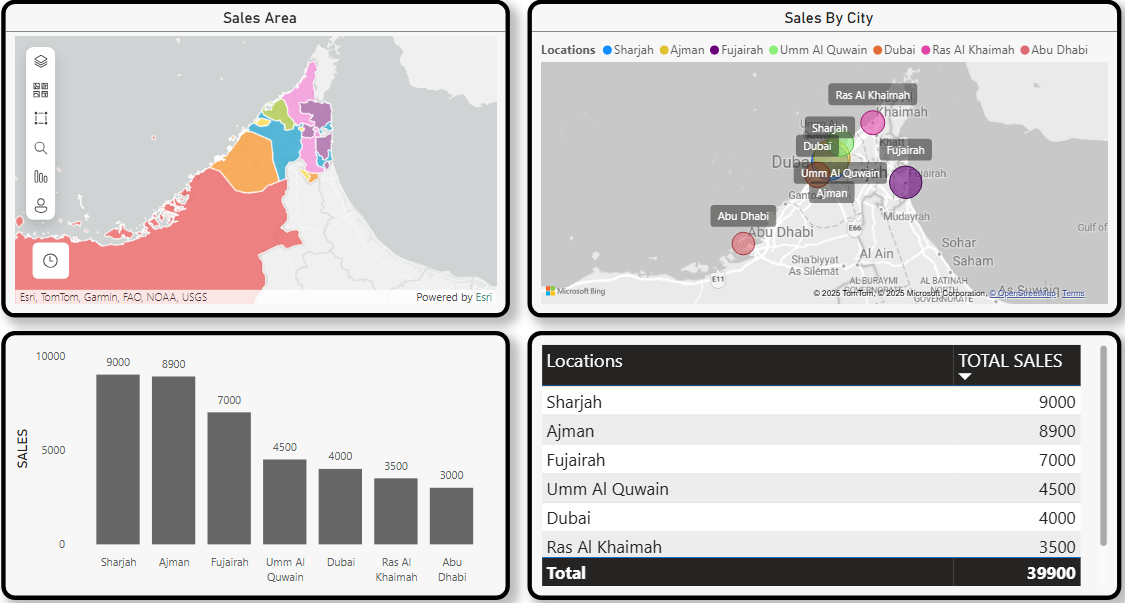 Sales Area
Esri, TomTom, Garmin, FAO, NOAA, USGS
Powered by Esri
Sales By City
Locations Sharjah Ajman Fujairah Umm Al Quwain Dubai Ras Al Khaimah Abu Dhabi
Ras Al Khaimah
Khaimah
Sharjah
Khatt
Dubai
Fujairah
Dubai
Umm Al Quwain
Fujairah
Ajman
Mudayrah
Abu Dhabi
Abu Dhabi
E66
Gulf of
Sohar
Al Ain
Saham
Sha'biyyat
As Silemat
E11
AL BURAYMI
GOVERNORATE
AL BATINAH
NORTH
GOVERNORATE
As Suwaiq
Microsoft Bing
© 2025 TomTom, © 2025 Microsoft Corporation, © OpenStreetMap Terms
SALES
10000
5000
0
9000
8900
7000
4500
4000
3500
3000
Sharjah
Ajman
Fujairah
Umm Al
Quwain
Dubai
Ras Al
Khaimah
Abu
Dhabi
Locations TOTAL SALES
Sharjah 9000
Ajman 8900
Fujairah 7000
Umm Al Quwain 4500
Dubai 4000
Ras Al Khaimah 3500
Total 39900